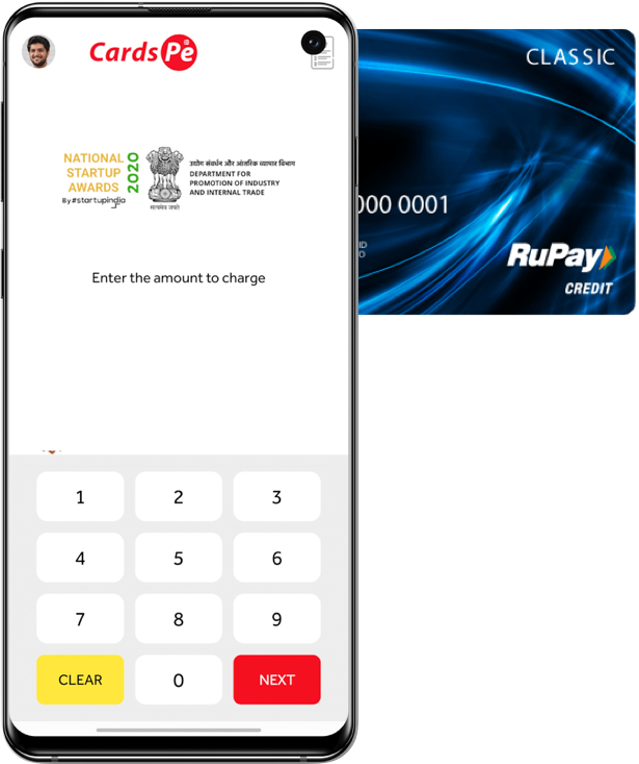 CardsPe
NATIONAL
STARTUP
AWARDS
2020
By #startupindia
उद्योग संवर्धन और आंतरिक व्यापार विभाग
DEPARTMENT FOR
PROMOTION OF INDUSTRY
AND INTERNAL TRADE
सत्यमेव जयते
Enter the amount to charge
1 2 3
4 5 6
7 8 9
CLEAR 0 NEXT
CLASSIC
000 0001
RuPay
CREDIT